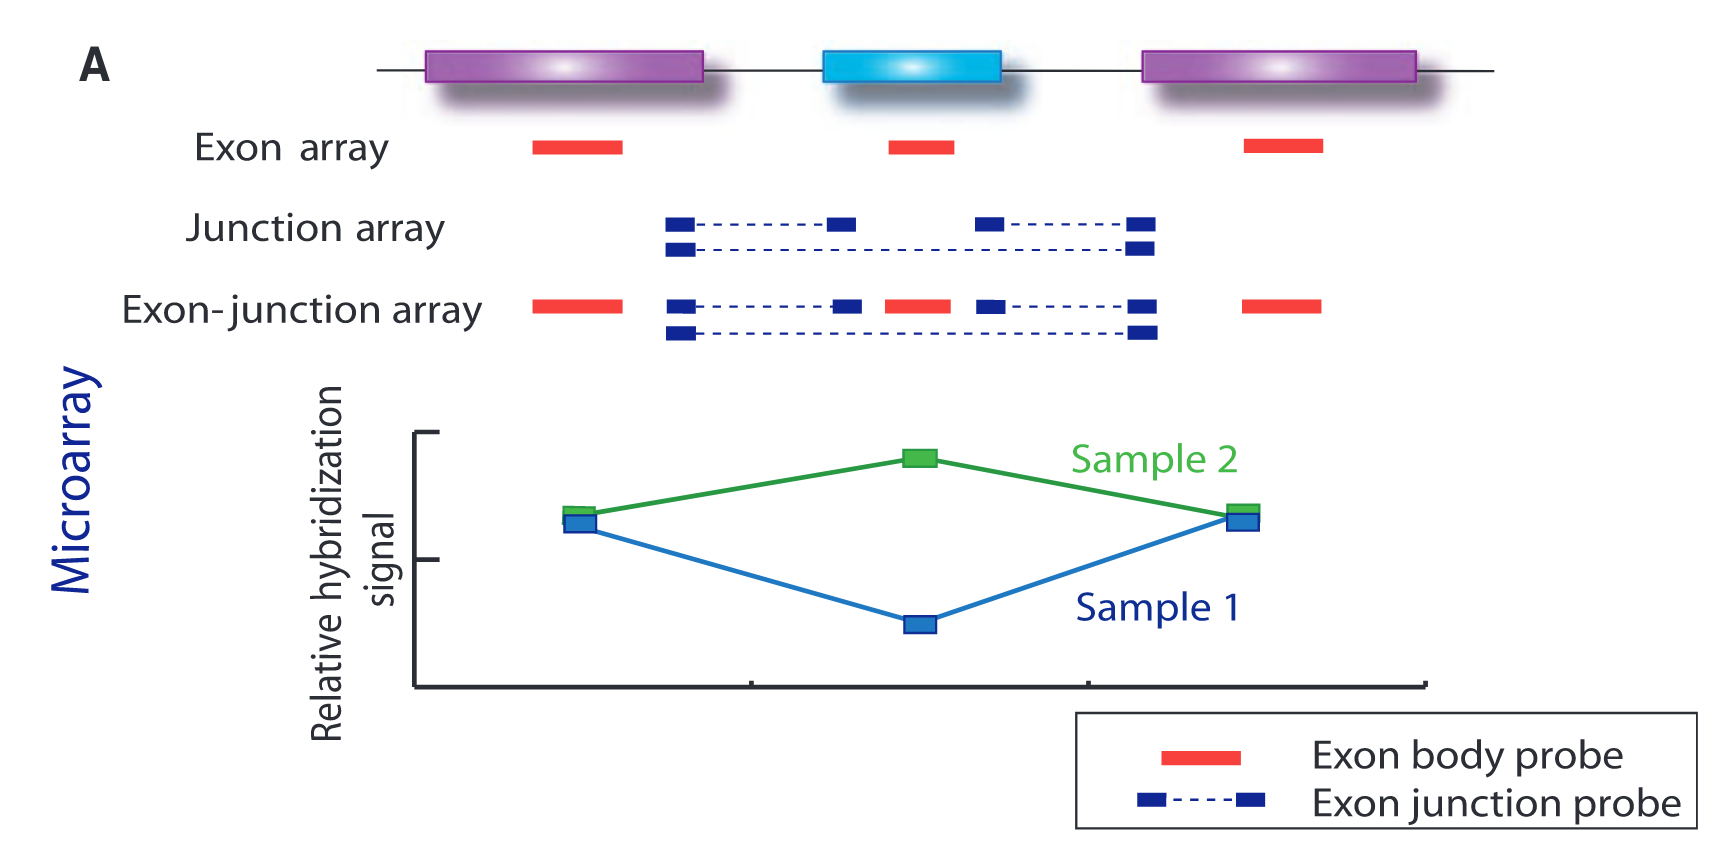 A
Exon array
Junction array
Exon-junction array
Microarray
Relative hybridization
signal
Sample 2
Sample 1
Exon body probe
Exon junction probe